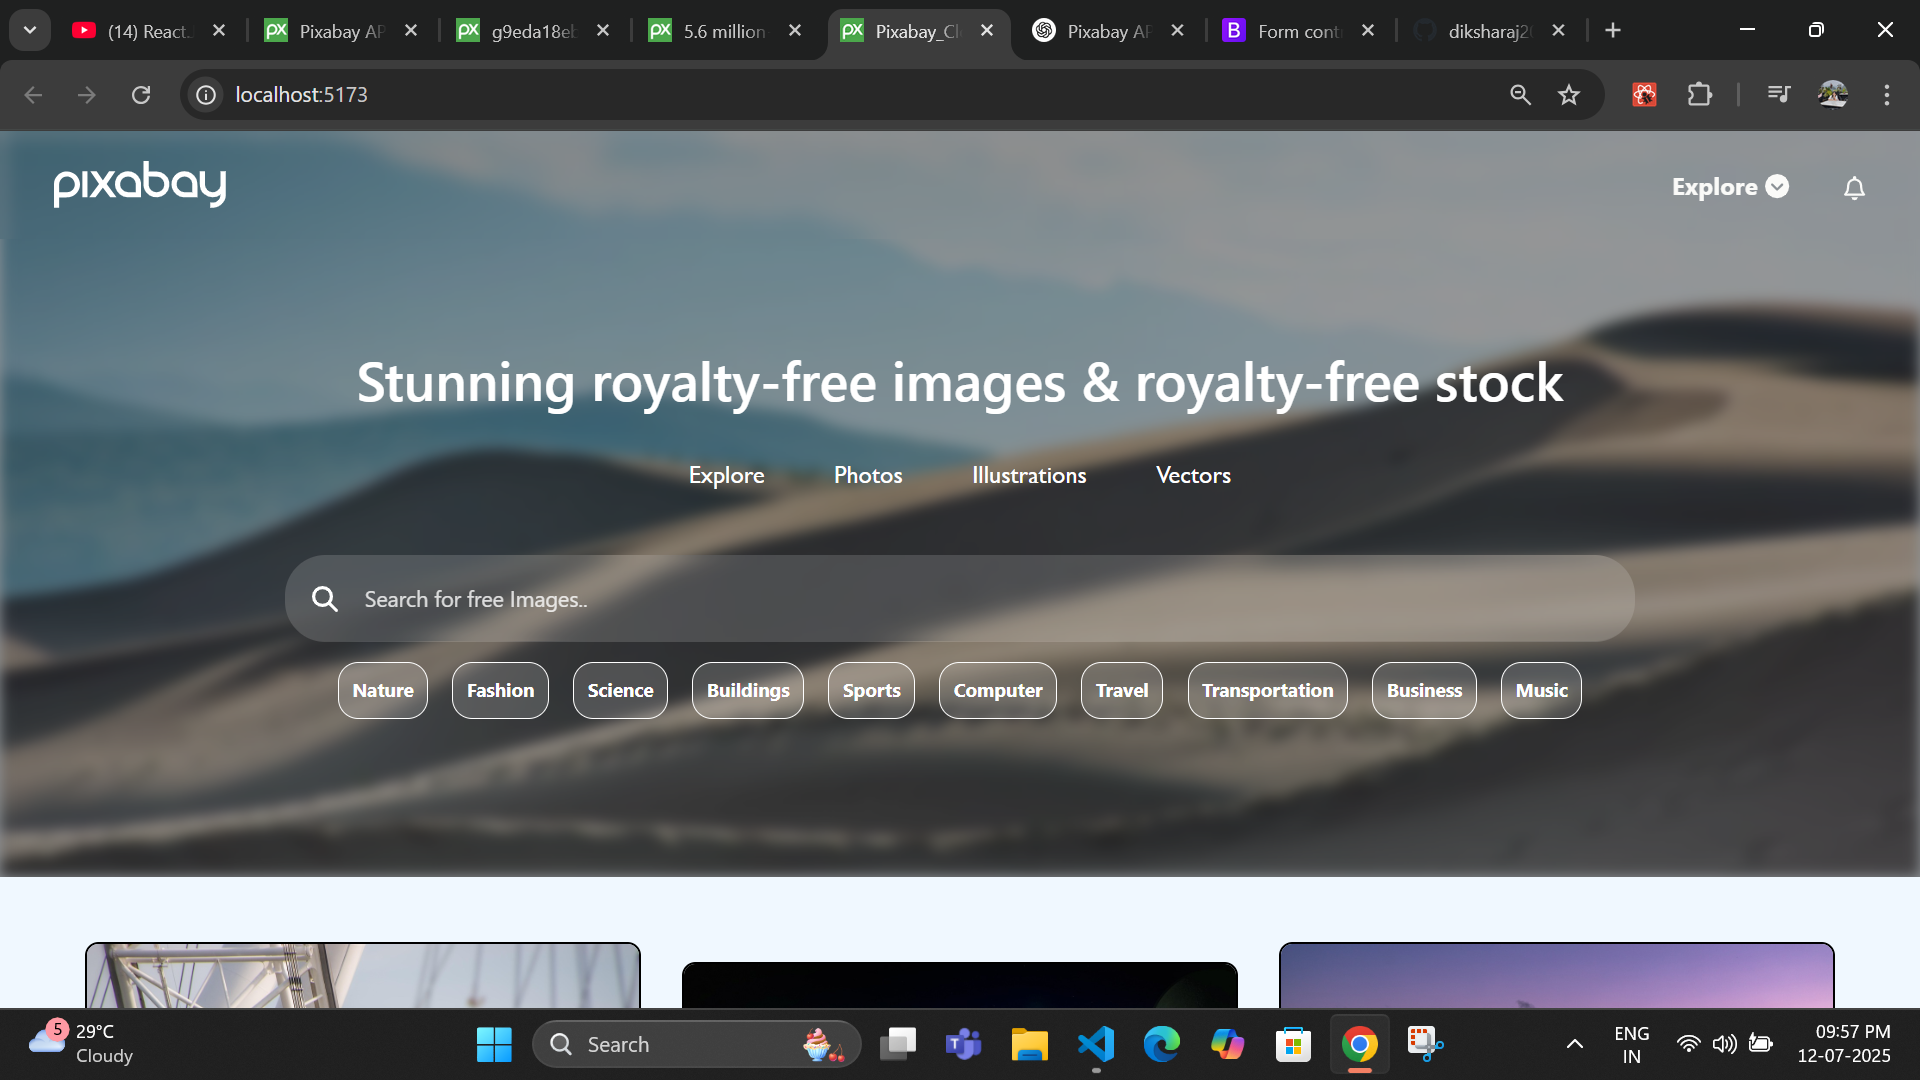 (14) React.
Pixabay AP
g9eda18eb
5.6 million
Pixabay_Cl
Pixabay AP
Form cont
diksharaj20
localhost:5173
pixabay
Explore
Stunning royalty-free images & royalty-free stock
Explore Photos Illustrations Vectors
Search for free Images..
Nature Fashion Science Buildings Sports Computer Travel Transportation Business Music
5
29°C
Cloudy
Search
ENG
IN
09:57 PM
12-07-2025